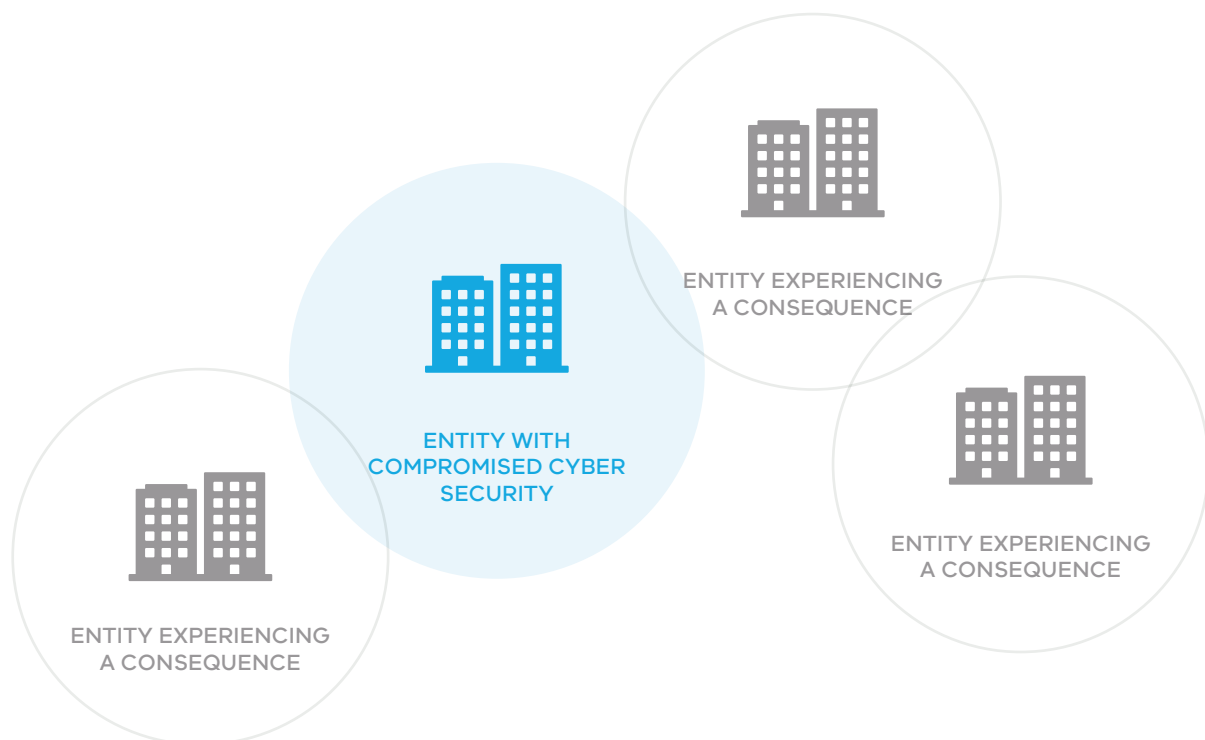 ENTITY EXPERIENCING
A CONSEQUENCE
ENTITY WITH
COMPROMISED CYBER
SECURITY
ENTITY EXPERIENCING
A CONSEQUENCE
ENTITY EXPERIENCING
A CONSEQUENCE